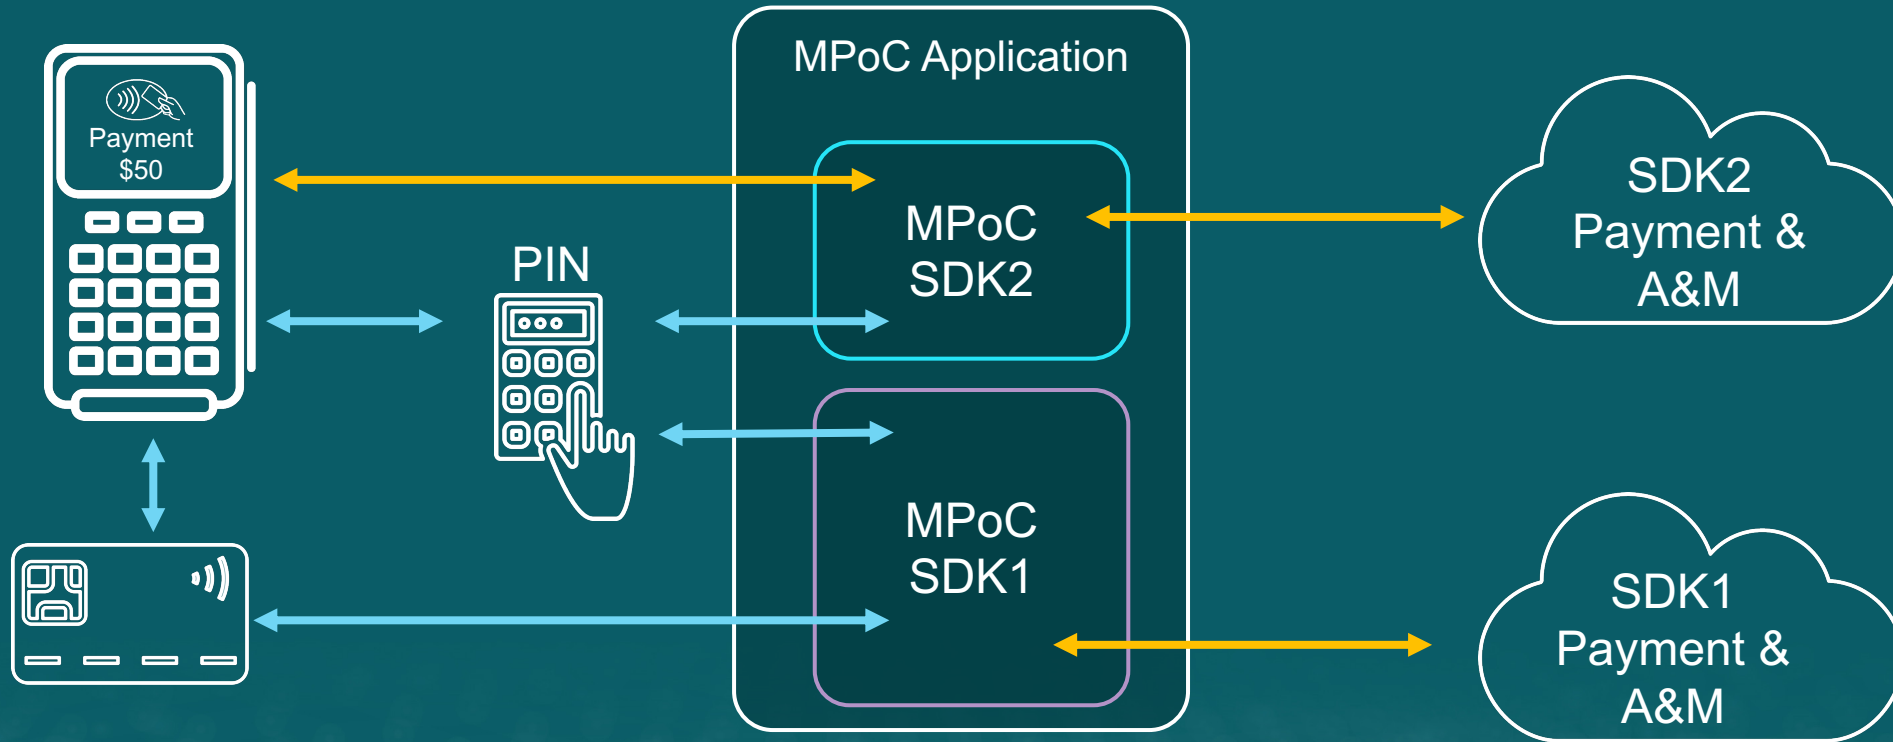 MPoC Application
Payment
$50
PIN
MPoC
SDK2
SDK2
Payment &
A&M
MPoC
SDK1
SDK1
Payment &
A&M